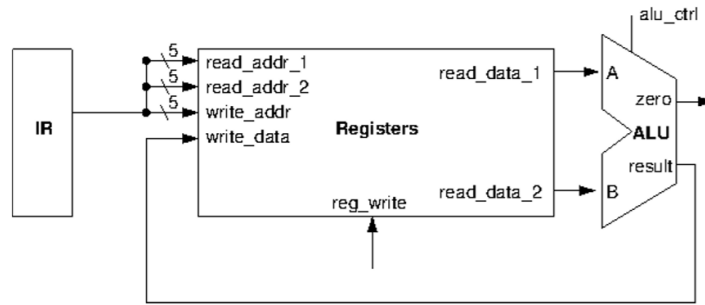 alu_ctrl
5
read_addr_1
5
read_addr_2
5
write_addr
write_data
IR
Registers
read_data_1
read_data_2
reg_write
A
zero
ALU
result
B